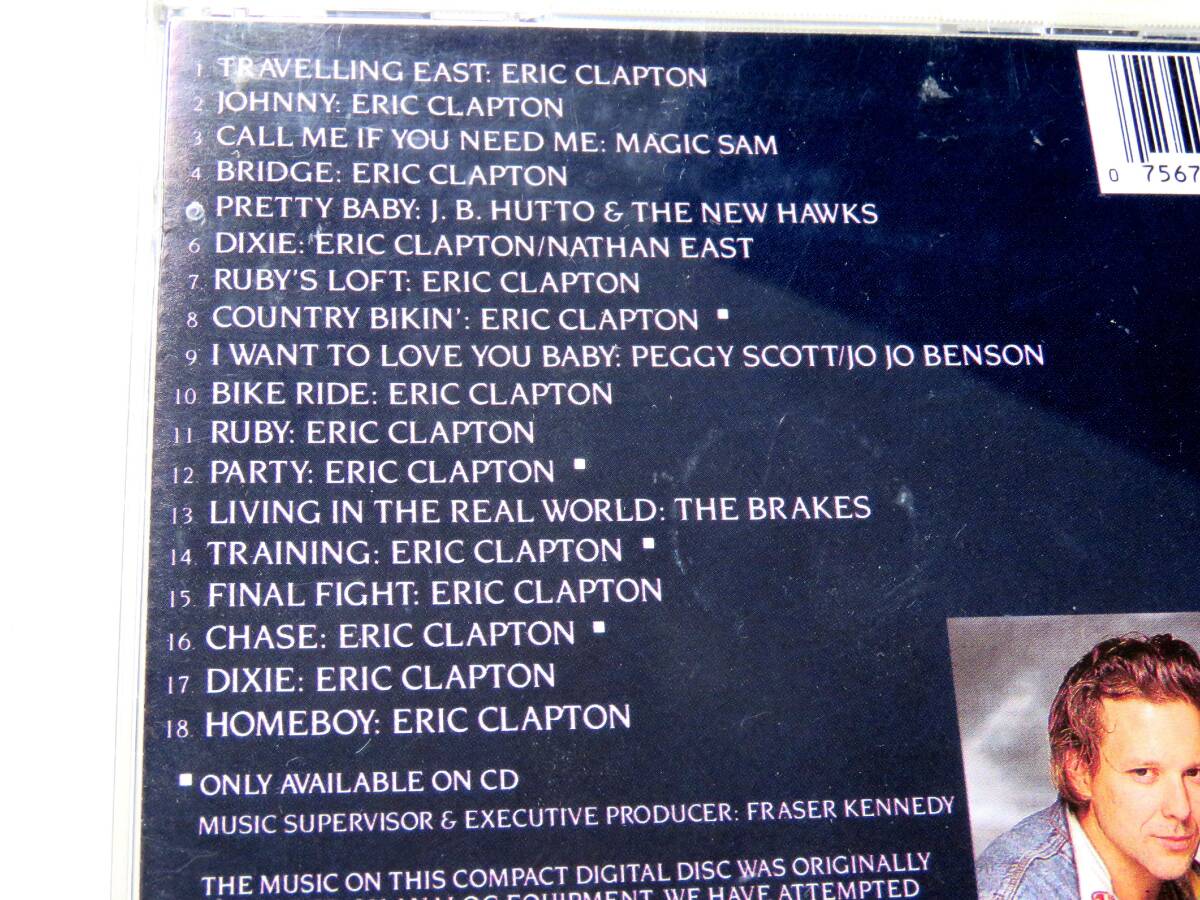 1 TRAVELLING EAST: ERIC CLAPTON
2 JOHNNY: ERIC CLAPTON
3 CALL ME IF YOU NEED ME: MAGIC SAM
4 BRIDGE: ERIC CLAPTON
PRETTY BABY: J. B. HUTTO & THE NEW HAWKS
6 DIXIE: ERIC CLAPTON/NATHAN EAST
7 RUBY'S LOFT: ERIC CLAPTON
8 COUNTRY BIKIN': ERIC CLAPTON ▪
9 I WANT TO LOVE YOU BABY: PEGGY SCOTT/JO JO BENSON
10 BIKE RIDE: ERIC CLAPTON
11 RUBY: ERIC CLAPTON
12 PARTY: ERIC CLAPTON ▪
13 LIVING IN THE REAL WORLD: THE BRAKES
14 TRAINING: ERIC CLAPTON ▪
15 FINAL FIGHT: ERIC CLAPTON
16 CHASE: ERIC CLAPTON ▪
17 DIXIE: ERIC CLAPTON
18 HOMEBOY: ERIC CLAPTON
▪ ONLY AVAILABLE ON CD
MUSIC SUPERVISOR & EXECUTIVE PRODUCER: FRASER KENNEDY
THE MUSIC ON THIS COMPACT DIGITAL DISC WAS ORIGINALLY
ANALOG EQUIPMENT. WE HAVE ATTEMPTED
0 7567